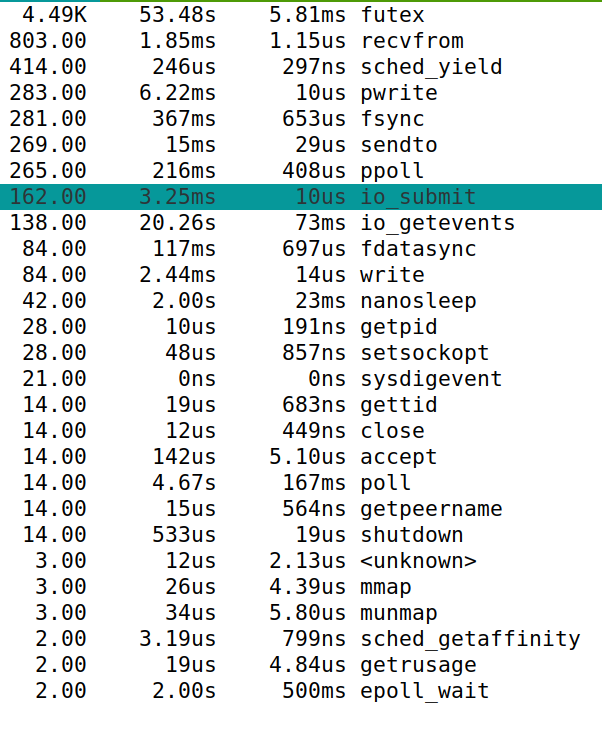 4.49K 53.48s 5.81ms futex
803.00 1.85ms 1.15us recvfrom
414.00 246us 297ns sched_yield
283.00 6.22ms 10us pwrite
281.00 367ms 653us fsync
269.00 15ms 29us sendto
265.00 216ms 408us ppoll
162.00 3.25ms 10us io_submit
138.00 20.26s 73ms io_getevents
84.00 117ms 697us fdatasync
84.00 2.44ms 14us write
42.00 2.00s 23ms nanosleep
28.00 10us 191ns getpid
28.00 48us 857ns setsockopt
21.00 0ns 0ns sysdigevent
14.00 19us 683ns gettid
14.00 12us 449ns close
14.00 142us 5.10us accept
14.00 4.67s 167ms poll
14.00 15us 564ns getpeername
14.00 533us 19us shutdown
3.00 12us 2.13us <unknown>
3.00 26us 4.39us mmap
3.00 34us 5.80us munmap
2.00 3.19us 799ns sched_getaffinity
2.00 19us 4.84us getrusage
2.00 2.00s 500ms epoll_wait